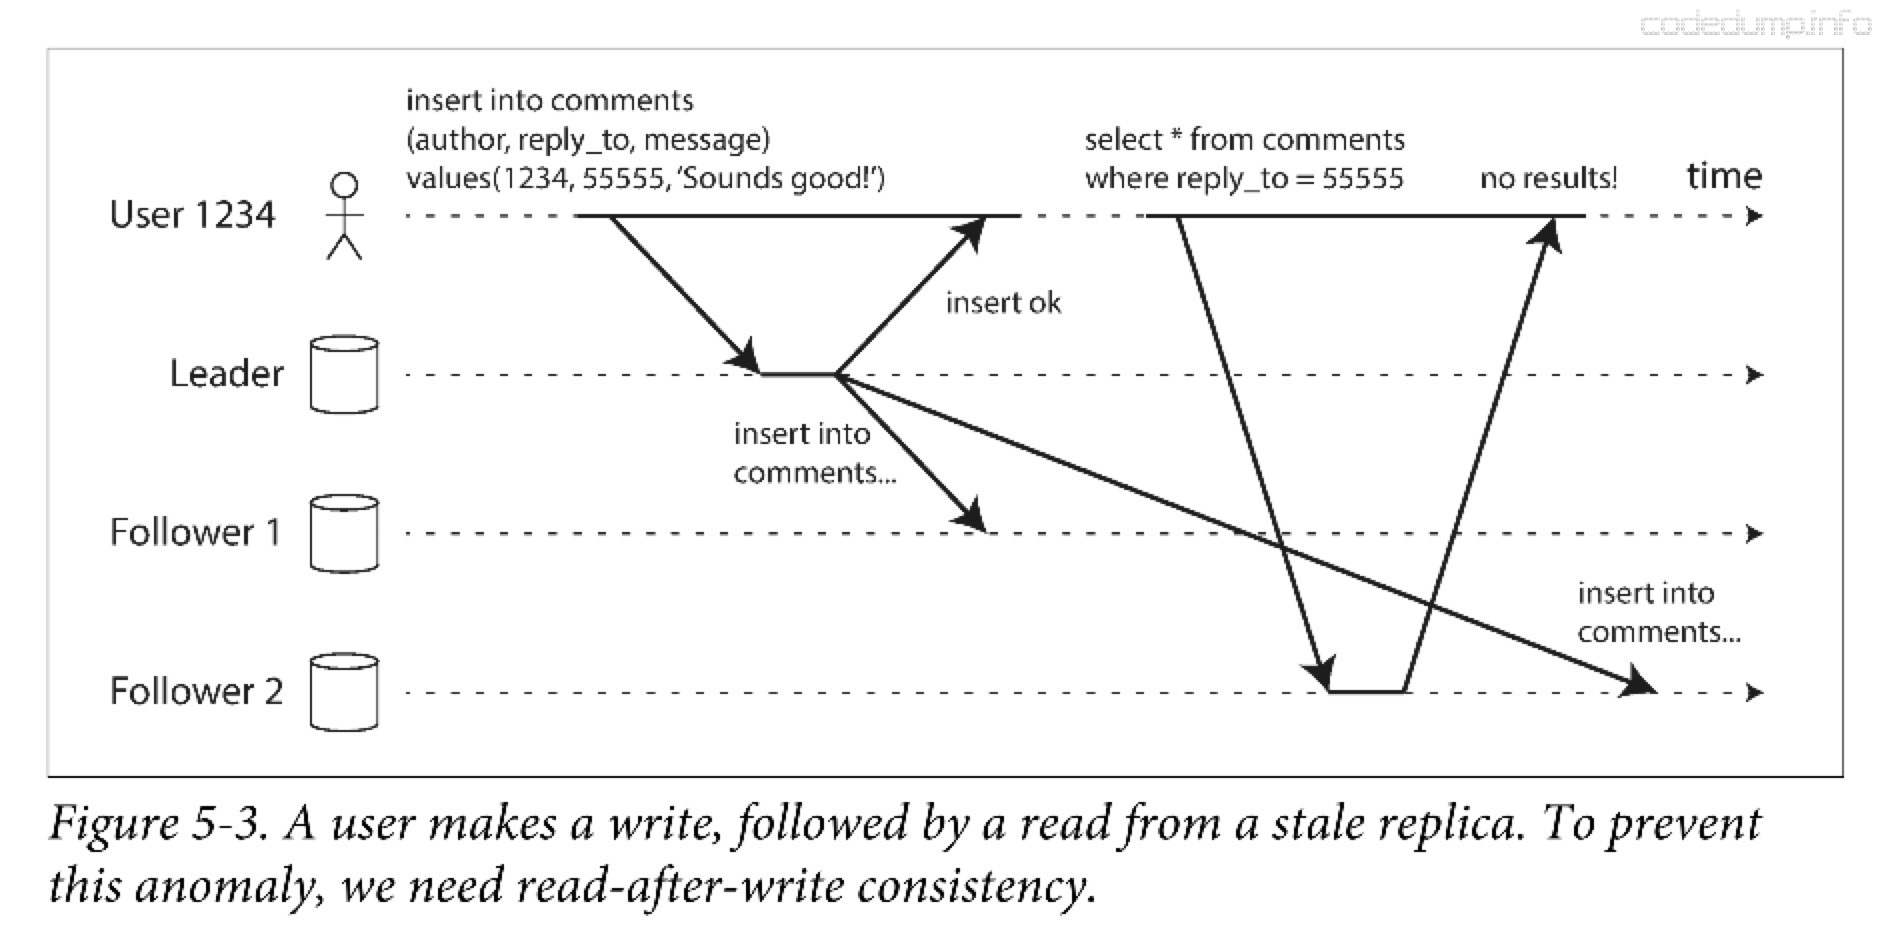 codedump.info
insert into comments
(author, reply_to, message)
values(1234, 55555, ‘Sounds good!’)
select * from comments
where reply_to = 55555
no results!
time
User 1234
insert ok
Leader
insert into
comments...
Follower 1
insert into
comments...
Follower 2
Figure 5-3. A user makes a write, followed by a read from a stale replica. To prevent
this anomaly, we need read-after-write consistency.